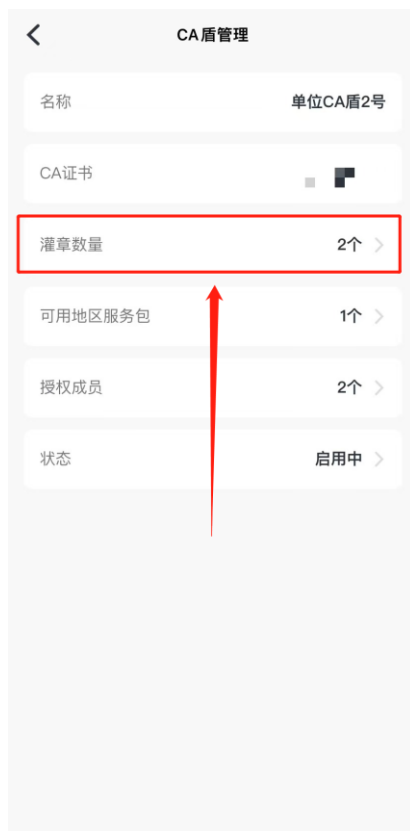 CA盾管理
名称 单位CA盾2号
CA证书
灌章数量 2个
可用地区服务包 1个
授权成员 2个
状态 启用中